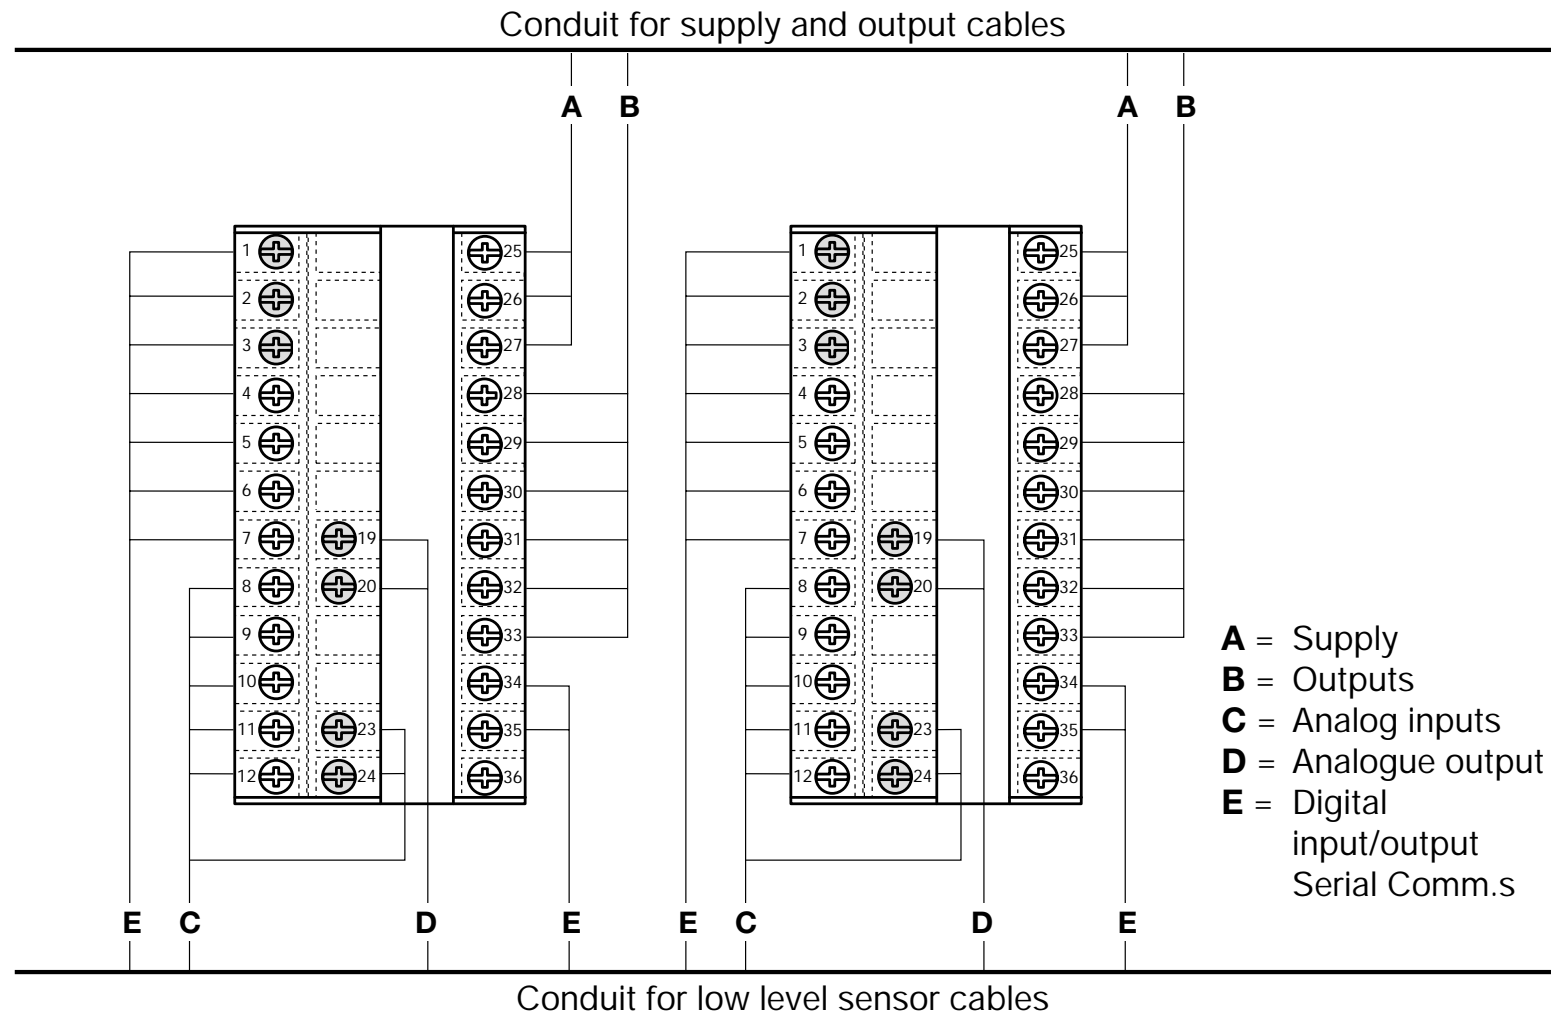 Conduit for supply and output cables
A B A B
1 25 1 25
2 26 2 26
3 27 3 27
4 28 4 28
5 29 5 29
6 30 6 30
7 19 31 7 19 31
8 20 32 8 20 32
9 33 9 33
10 34 10 34
11 23 35 11 23 35
12 24 36 12 24 36
A = Supply
B = Outputs
C = Analog inputs
D = Analogue output
E = Digital
input/output
Serial Comm.s
E C D E E C D E
Conduit for low level sensor cables